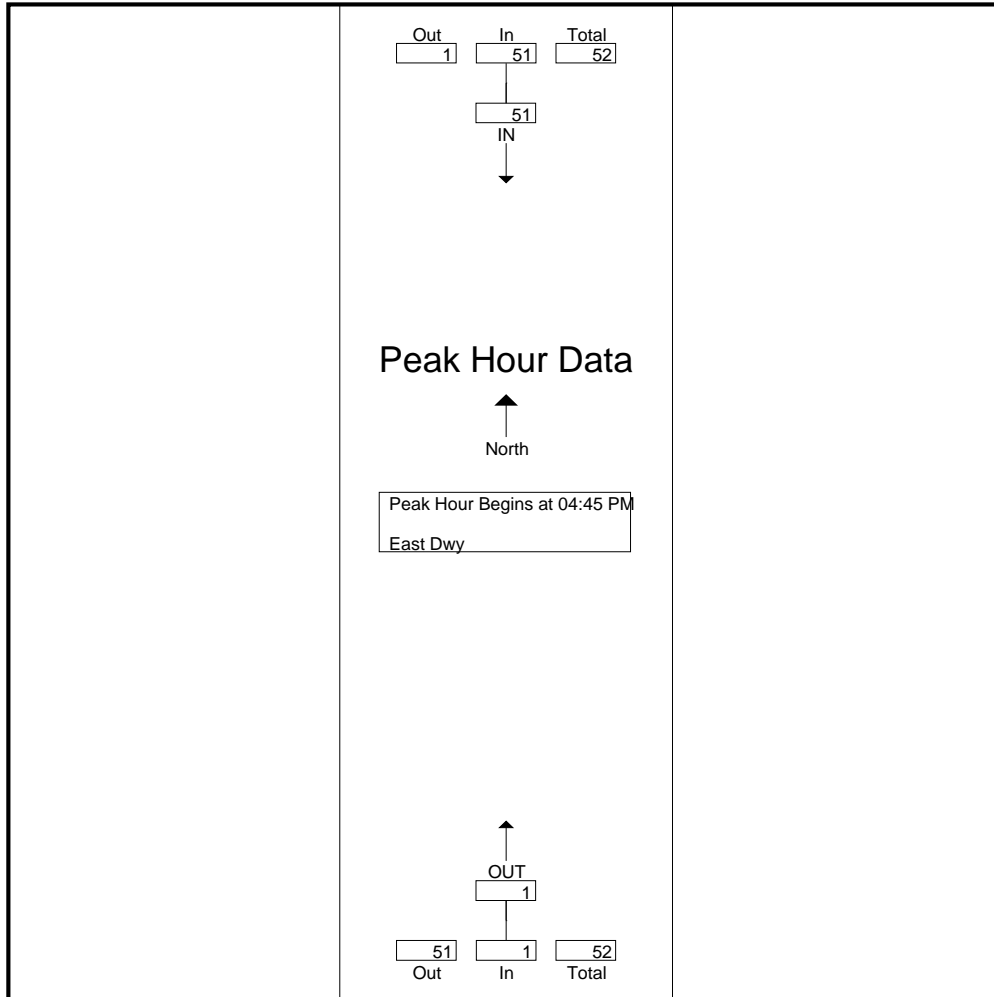 Out In Total
1 51 52
51
IN
Peak Hour Data
North
Peak Hour Begins at 04:45 PM
East Dwy
OUT
1
51 1 52
Out In Total